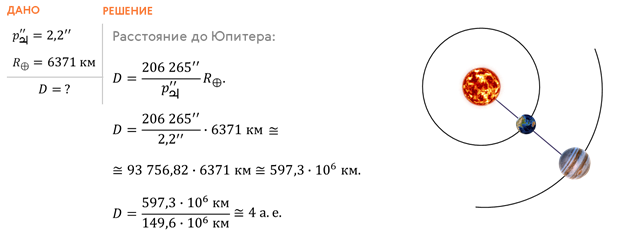 ДАНО
p″♃ = 2,2″
R⊕ = 6371 км
D = ?
РЕШЕНИЕ
Расстояние до Юпитера:
D = 206 265″ / p″♃ R⊕.
D = 206 265″ / 2,2″ · 6371 км ≅
≅ 93 756,82 · 6371 км ≅ 597,3 · 10⁶ км.
D = 597,3 · 10⁶ км / 149,6 · 10⁶ км ≅ 4 а. е.